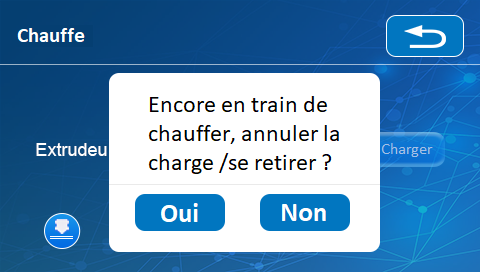 Chauffe
Encore en train de
chauffer, annuler la
charge /se retirer ?
Extrudeu
Charger
Oui Non